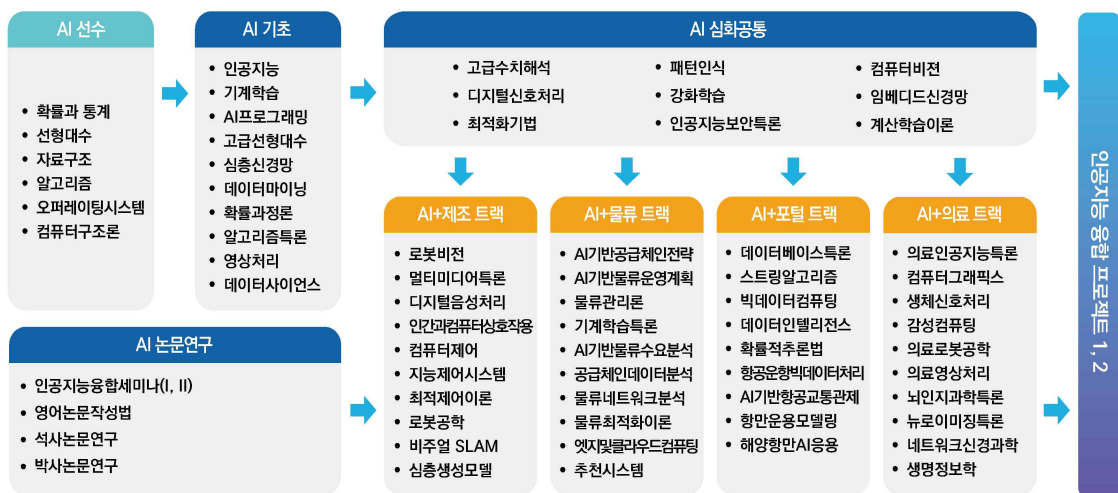 AI 선수
• 확률과 통계
• 선형대수
• 자료구조
• 알고리즘
• 오퍼레이팅시스템
• 컴퓨터구조론
AI 기초
• 인공지능
• 기계학습
• AI프로그래밍
• 고급선형대수
• 심층신경망
• 데이터마이닝
• 확률과정론
• 알고리즘특론
• 영상처리
• 데이터사이언스
AI 심화공통
• 고급수치해석
• 디지털신호처리
• 최적화기법
• 패턴인식
• 강화학습
• 인공지능보안특론
• 컴퓨터비젼
• 임베디드신경망
• 계산학습이론
AI 논문연구
• 인공지능융합세미나(I, II)
• 영어논문작성법
• 석사논문연구
• 박사논문연구
AI+제조 트랙
• 로봇비전
• 멀티미디어특론
• 디지털음성처리
• 인간과컴퓨터상호작용
• 컴퓨터제어
• 지능제어시스템
• 최적제어이론
• 로봇공학
• 비주얼 SLAM
• 심층생성모델
AI+물류 트랙
• AI기반공급체인전략
• AI기반물류운영계획
• 물류관리론
• 기계학습특론
• AI기반물류수요분석
• 공급체인데이터분석
• 물류네트워크분석
• 물류최적화이론
• 엣지및클라우드컴퓨팅
• 추천시스템
AI+포털 트랙
• 데이터베이스특론
• 스트링알고리즘
• 빅데이터컴퓨팅
• 데이터인텔리전스
• 확률적추론법
• 항공운항빅데이터처리
• AI기반항공교통관제
• 항만운용모델링
• 해양항만AI응용
AI+의료 트랙
• 의료인공지능특론
• 컴퓨터그래픽스
• 생체신호처리
• 감성컴퓨팅
• 의료로봇공학
• 의료영상처리
• 뇌인지과학특론
• 뉴로이미징특론
• 네트워크신경과학
• 생명정보학
인공지능 융합 프로젝트 1, 2